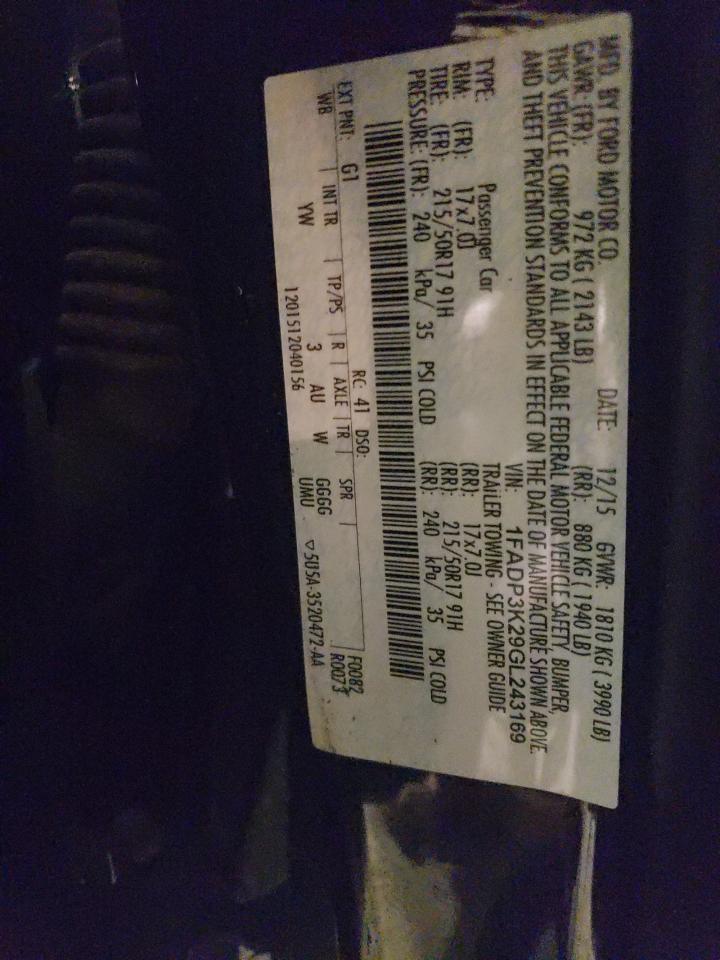 MFD. BY FORD MOTOR CO. DATE: 12/15 GVWR: 1810 KG ( 3990 LB)
GAWR: (FR): 972 KG ( 2143 LB) (RR): 880 KG ( 1940 LB)
THIS VEHICLE CONFORMS TO ALL APPLICABLE FEDERAL MOTOR VEHICLE SAFETY, BUMPER,
AND THEFT PREVENTION STANDARDS IN EFFECT ON THE DATE OF MANUFACTURE SHOWN ABOVE.
VIN: 1FADP3K29GL243169
TYPE: Passenger Car TRAILER TOWING - SEE OWNER GUIDE
RIM: (FR): 17x7.0J (RR): 17x7.0J
TIRE: (FR): 215/50R17 91H (RR): 215/50R17 91H
PRESSURE: (FR): 240 kPa/ 35 PSI COLD (RR): 240 kPa/ 35 PSI COLD
EXT PNT: G1 RC: 41 DSO: F0082
WB | INT TR | TP/PS | R | AXLE | TR | SPR | R0073
YW 3 AU W GGGG
UMU ▽5U5A-3520472-AA
1201512040156